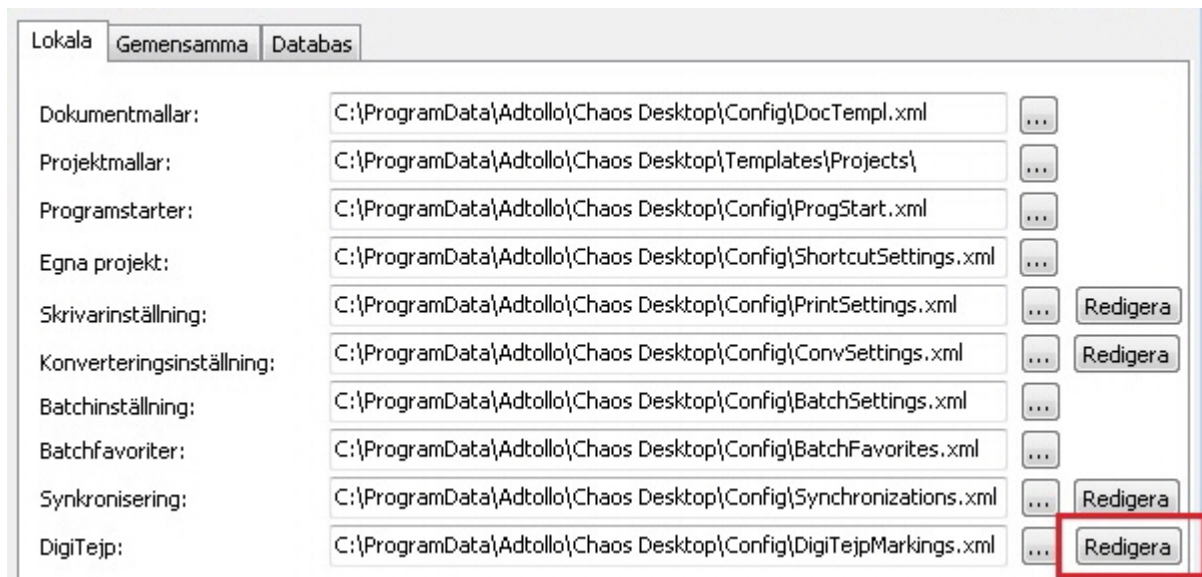 Lokala Gemensamma Databas
Dokumentmallar: C:\ProgramData\Adtollo\Chaos Desktop\Config\DocTempl.xml ...
Projektmallar: C:\ProgramData\Adtollo\Chaos Desktop\Templates\Projects\ ...
Programstarter: C:\ProgramData\Adtollo\Chaos Desktop\Config\ProgStart.xml ...
Egna projekt: C:\ProgramData\Adtollo\Chaos Desktop\Config\ShortcutSettings.xml ...
Skrivarinställning: C:\ProgramData\Adtollo\Chaos Desktop\Config\PrintSettings.xml ... Redigera
Konverteringsinställning: C:\ProgramData\Adtollo\Chaos Desktop\Config\ConvSettings.xml ... Redigera
Batchinställning: C:\ProgramData\Adtollo\Chaos Desktop\Config\BatchSettings.xml ...
Batchfavoriter: C:\ProgramData\Adtollo\Chaos Desktop\Config\BatchFavorites.xml ...
Synkronisering: C:\ProgramData\Adtollo\Chaos Desktop\Config\Synchronizations.xml ... Redigera
DigiTejp: C:\ProgramData\Adtollo\Chaos Desktop\Config\DigiTejpMarkings.xml ... Redigera